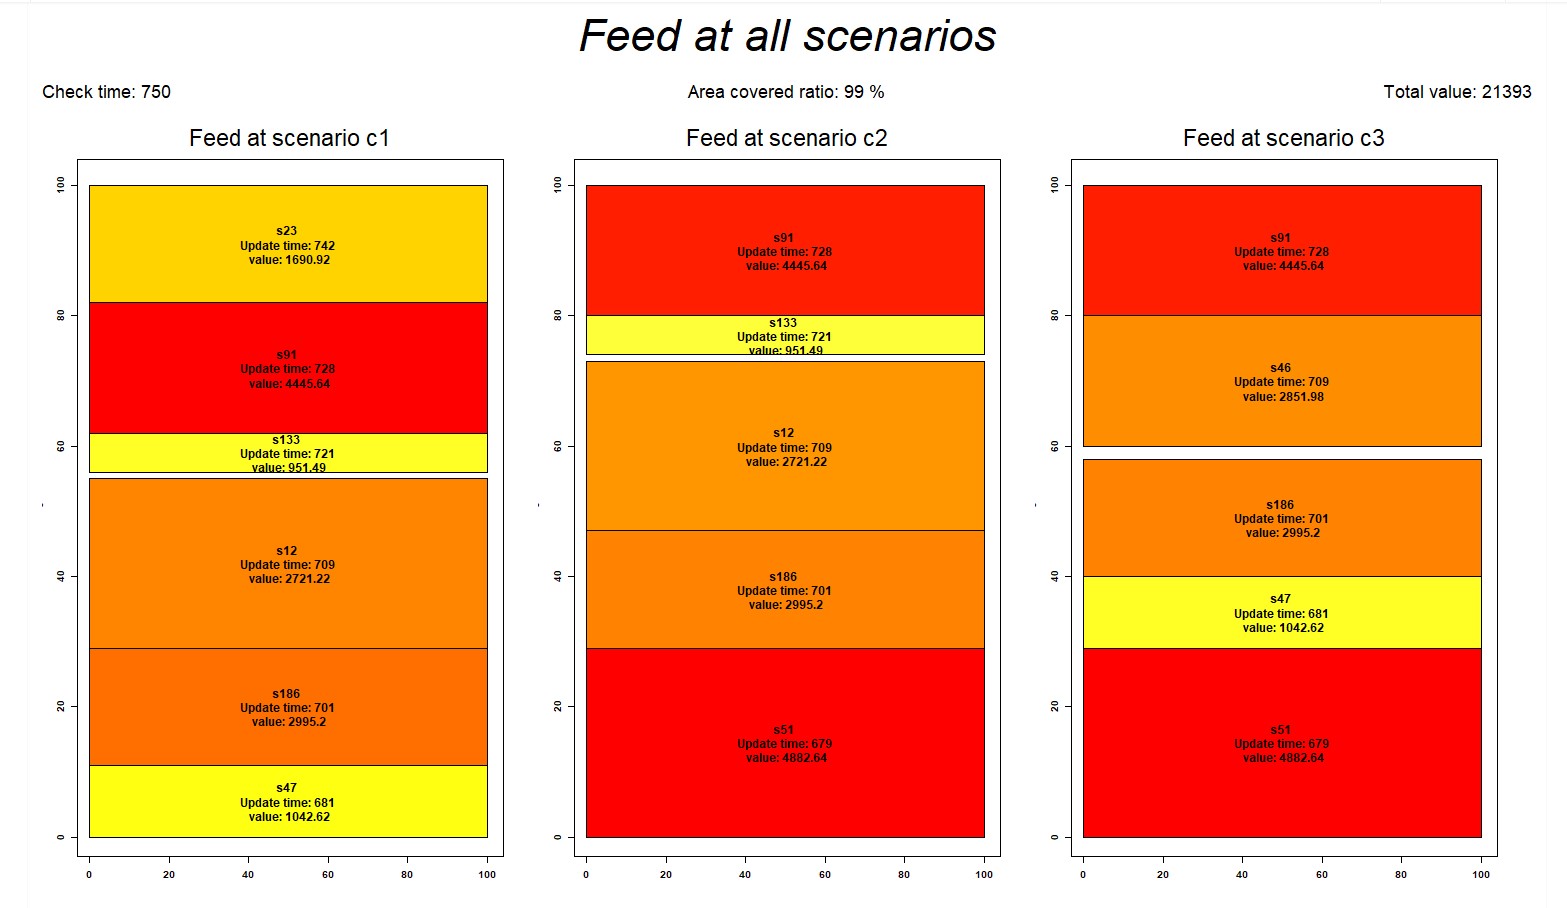 Feed at all scenarios
Check time: 750
Area covered ratio: 99 %
Total value: 21393
Feed at scenario c1
100
80
60
40
20
0
s23
Update time: 742
value: 1690.92
s91
Update time: 728
value: 4445.64
s133
Update time: 721
value: 951.49
s12
Update time: 709
value: 2721.22
s186
Update time: 701
value: 2995.2
s47
Update time: 681
value: 1042.62
0 20 40 60 80 100
Feed at scenario c2
100
80
60
40
20
0
s91
Update time: 728
value: 4445.64
s133
Update time: 721
value: 951.49
s12
Update time: 709
value: 2721.22
s186
Update time: 701
value: 2995.2
s51
Update time: 679
value: 4882.64
0 20 40 60 80 100
Feed at scenario c3
100
80
60
40
20
0
s91
Update time: 728
value: 4445.64
s46
Update time: 709
value: 2851.98
s186
Update time: 701
value: 2995.2
s47
Update time: 681
value: 1042.62
s51
Update time: 679
value: 4882.64
0 20 40 60 80 100